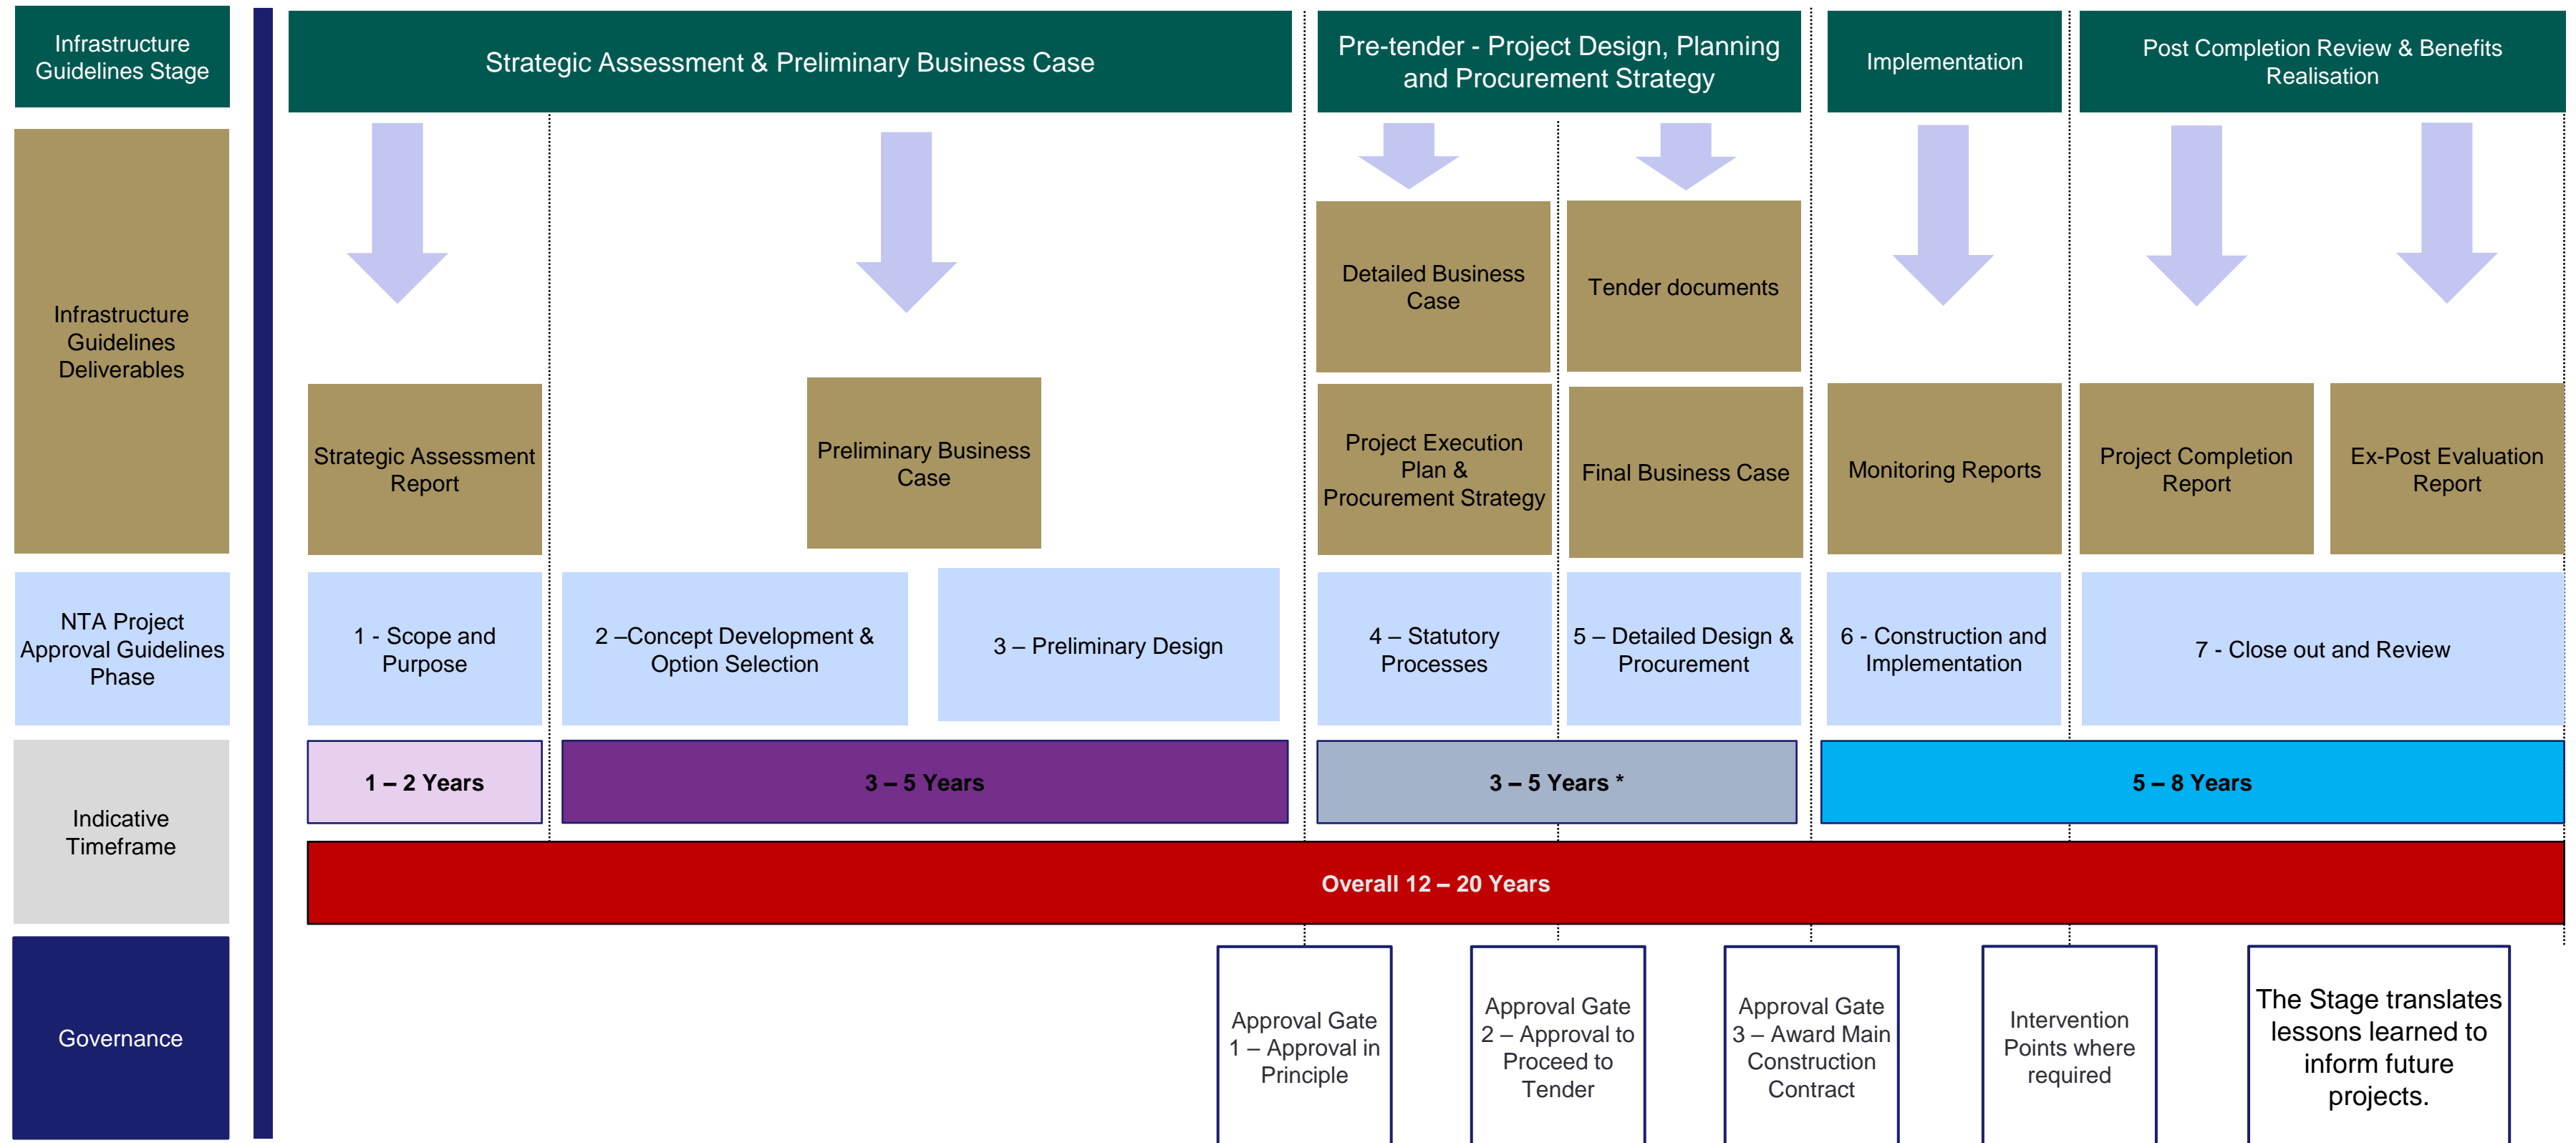 Infrastructure
Guidelines Stage
Strategic Assessment & Preliminary Business Case
Pre-tender - Project Design, Planning
and Procurement Strategy
Implementation
Post Completion Review & Benefits
Realisation
Infrastructure
Guidelines
Deliverables
Strategic Assessment
Report
Preliminary Business
Case
Detailed Business
Case
Tender documents
Project Execution
Plan &
Procurement Strategy
Final Business Case
Monitoring Reports
Project Completion
Report
Ex-Post Evaluation
Report
NTA Project
Approval Guidelines
Phase
1 - Scope and
Purpose
2 –Concept Development &
Option Selection
3 – Preliminary Design
4 – Statutory
Processes
5 – Detailed Design &
Procurement
6 - Construction and
Implementation
7 - Close out and Review
Indicative
Timeframe
1 – 2 Years
3 – 5 Years
3 – 5 Years *
5 – 8 Years
Overall 12 – 20 Years
Governance
Approval Gate
1 – Approval in
Principle
Approval Gate
2 – Approval to
Proceed to
Tender
Approval Gate
3 – Award Main
Construction
Contract
Intervention
Points where
required
The Stage translates
lessons learned to
inform future
projects.